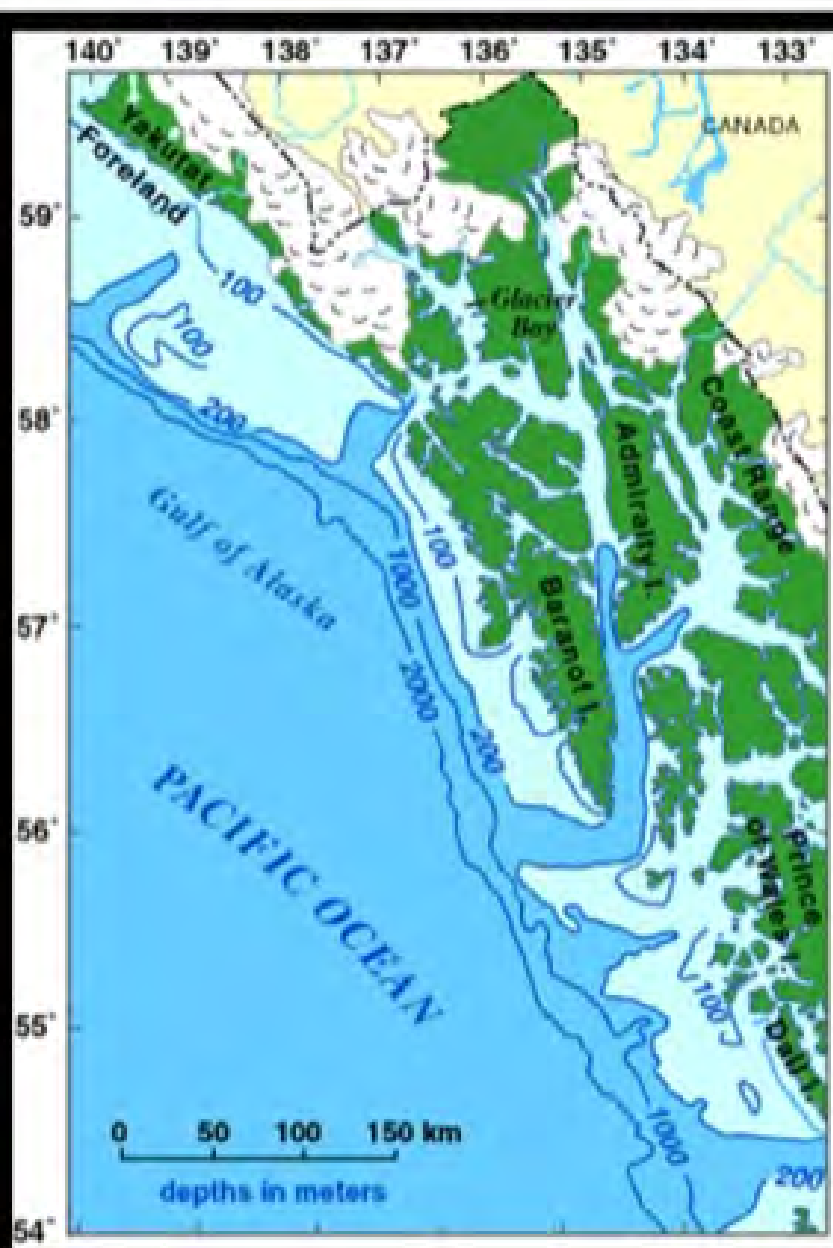 140° 139° 138° 137° 136° 135° 134° 133°
CANADA
Yakutat
Foreland
59°
100
Glacier
Bay
100
58°
200
Coast Range
Admiralty I.
Gulf of Alaska
100
1000
Baranof I.
57°
2000
200
PACIFIC OCEAN
56°
Prince
of Wales I.
100
55°
Dall I.
0 50 100 150 km
1000
depths in meters
200
54°